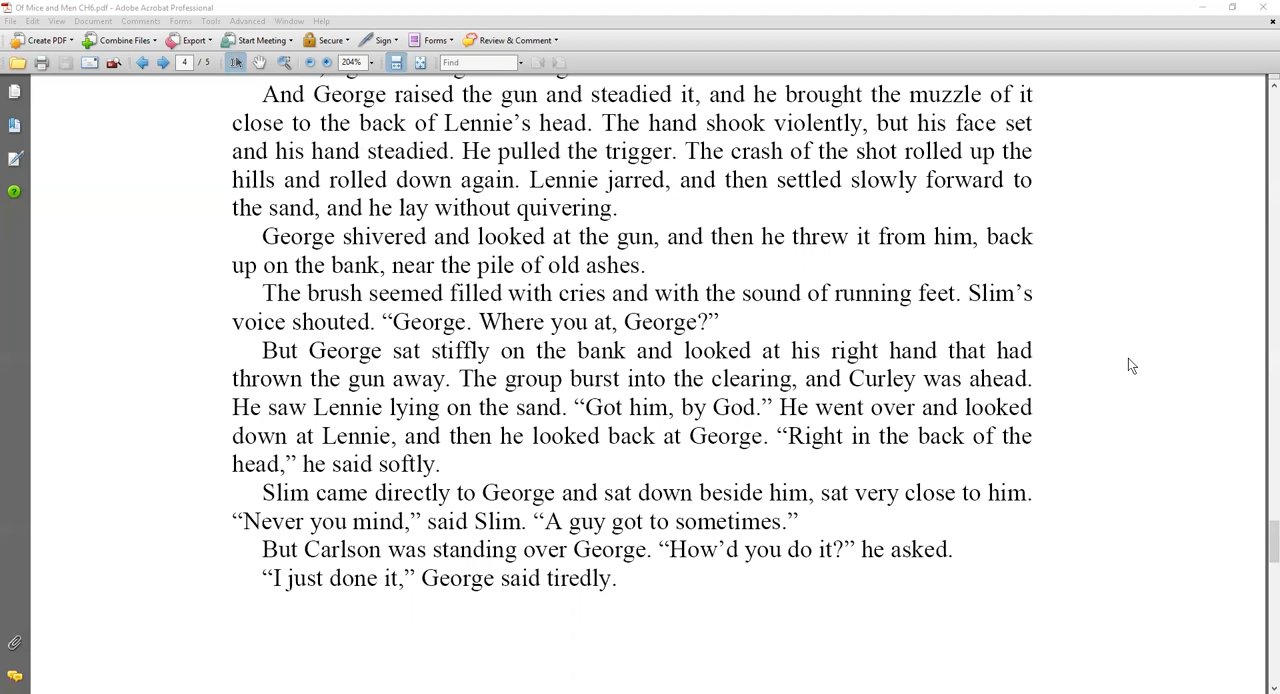 Of Mice and Men CH6.pdf - Adobe Acrobat Professional
File Edit View Document Comments Forms Tools Advanced Window Help
Create PDF Combine Files Export Start Meeting Secure Sign Forms Review & Comment
4 / 5 204% Find
And George raised the gun and steadied it, and he brought the muzzle of it
close to the back of Lennie’s head. The hand shook violently, but his face set
and his hand steadied. He pulled the trigger. The crash of the shot rolled up the
hills and rolled down again. Lennie jarred, and then settled slowly forward to
the sand, and he lay without quivering.
George shivered and looked at the gun, and then he threw it from him, back
up on the bank, near the pile of old ashes.
The brush seemed filled with cries and with the sound of running feet. Slim’s
voice shouted. “George. Where you at, George?”
But George sat stiffly on the bank and looked at his right hand that had
thrown the gun away. The group burst into the clearing, and Curley was ahead.
He saw Lennie lying on the sand. “Got him, by God.” He went over and looked
down at Lennie, and then he looked back at George. “Right in the back of the
head,” he said softly.
Slim came directly to George and sat down beside him, sat very close to him.
“Never you mind,” said Slim. “A guy got to sometimes.”
But Carlson was standing over George. “How’d you do it?” he asked.
“I just done it,” George said tiredly.